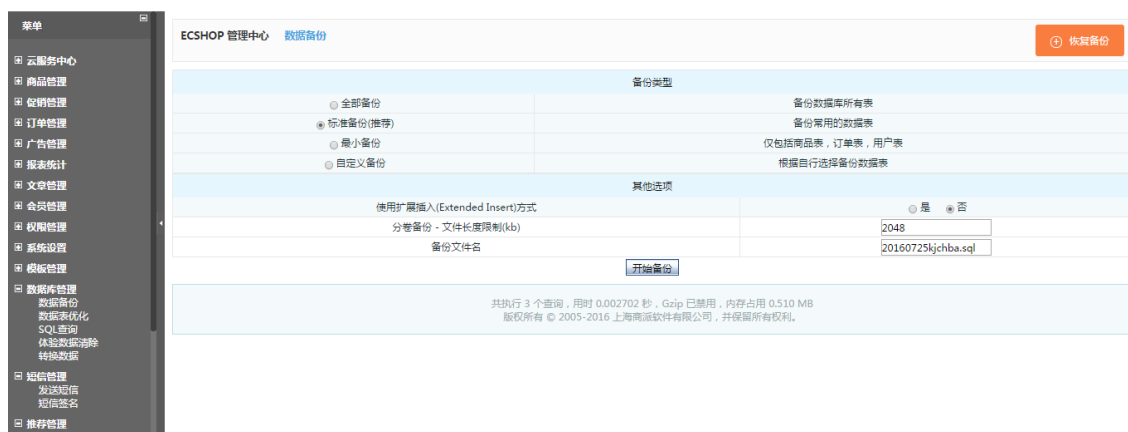 菜单
云服务中心
商品管理
促销管理
订单管理
广告管理
报表统计
文章管理
会员管理
权限管理
系统设置
模板管理
数据库管理
数据备份
数据表优化
SQL查询
体验数据清除
转换数据
短信管理
发送短信
短信签名
推荐管理
ECSHOP 管理中心 数据备份
恢复备份
备份类型
全部备份 备份数据库所有表
标准备份(推荐) 备份常用的数据表
最小备份 仅包括商品表，订单表，用户表
自定义备份 根据自行选择备份数据表
其他选项
使用扩展插入(Extended Insert)方式 是 否
分卷备份 - 文件长度限制(kb) 2048
备份文件名 20160725kjchba.sql
开始备份
共执行 3 个查询，用时 0.002702 秒，Gzip 已禁用，内存占用 0.510 MB
版权所有 © 2005-2016 上海商派软件有限公司，并保留所有权利。